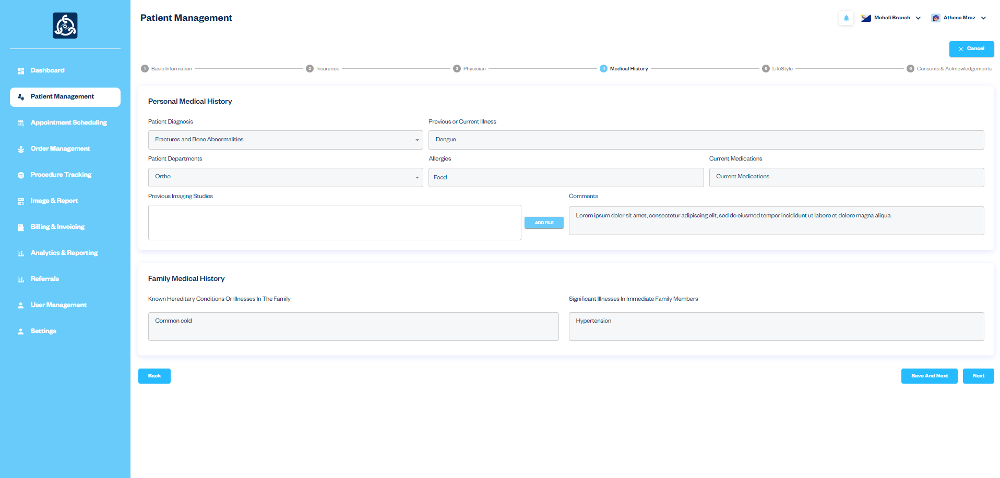 Patient Management
Mohali Branch
Athena Mraz
Cancel
1 Basic Information
2 Insurance
3 Physician
4 Medical History
5 LifeStyle
6 Consents & Acknowledgements
Dashboard
Patient Management
Appointment Scheduling
Order Management
Procedure Tracking
Image & Report
Billing & Invoicing
Analytics & Reporting
Referrals
User Management
Settings
Personal Medical History
Patient Diagnosis
Fractures and Bone Abnormalities
Previous or Current Illness
Dengue
Patient Departments
Ortho
Allergies
Food
Current Medications
Current Medications
Previous Imaging Studies
ADD FILE
Comments
Lorem ipsum dolor sit amet, consectetur adipiscing elit, sed do eiusmod tempor incididunt ut labore et dolore magna aliqua.
Family Medical History
Known Hereditary Conditions Or Illnesses In The Family
Common cold
Significant Illnesses In Immediate Family Members
Hypertension
Back
Save And Next
Next